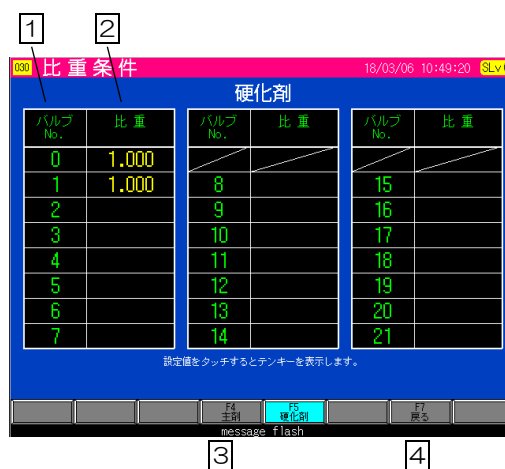 1 2
030 比重条件 18/03/06 10:49:20 SLv
硬化剤
バルブ No. 比重 バルブ No. 比重 バルブ No. 比重
0 1.000
1 1.000 8 15
2 9 16
3 10 17
4 11 18
5 12 19
6 13 20
7 14 21
設定値をタッチするとテンキーを表示します。
F4 主剤 F5 硬化剤 F7 戻る
message flash
3 4